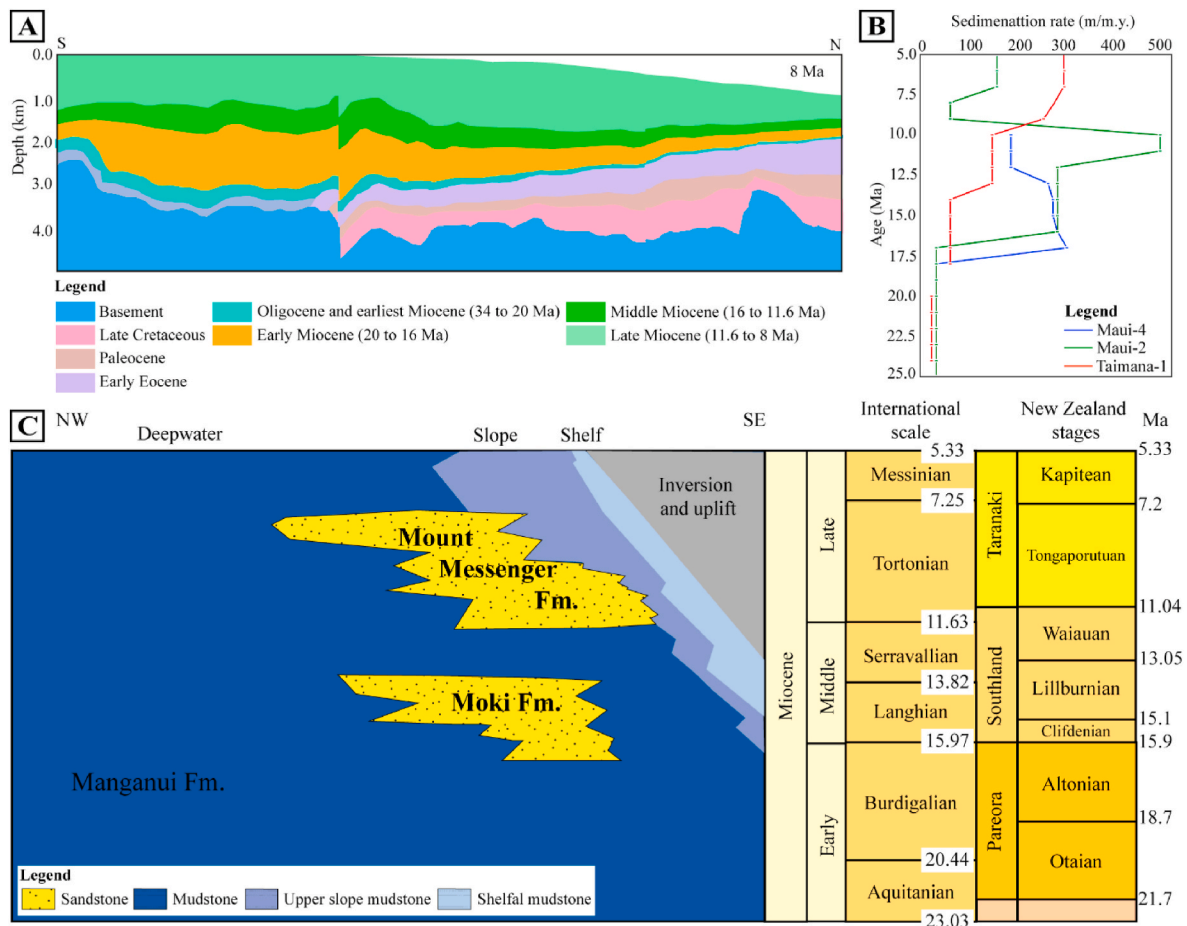 A
S
N
8 Ma
Depth (km)
0.0
1.0
2.0
3.0
4.0
Legend
Basement
Late Cretaceous
Paleocene
Early Eocene
Oligocene and earliest Miocene (34 to 20 Ma)
Early Miocene (20 to 16 Ma)
Middle Miocene (16 to 11.6 Ma)
Late Miocene (11.6 to 8 Ma)
B
Sedimenattion rate (m/m.y.)
0 100 200 300 400 500
Age (Ma)
5.0
7.5
10.0
12.5
15.0
17.5
20.0
22.5
25.0
Legend
Maui-4
Maui-2
Taimana-1
C
NW
SE
Deepwater
Slope
Shelf
Inversion
and uplift
Mount
Messenger
Fm.
Moki Fm.
Manganui Fm.
Legend
Sandstone
Mudstone
Upper slope mudstone
Shelfal mudstone
International
scale
New Zealand
stages
Ma
Miocene
Late
Middle
Early
5.33
Messinian
7.25
Tortonian
11.63
Serravallian
13.82
Langhian
15.97
Burdigalian
20.44
Aquitanian
23.03
Taranaki
Southland
Pareora
Kapitean
Tongaporutuan
Waiauan
Lillburnian
Clifdenian
Altonian
Otaian
5.33
7.2
11.04
13.05
15.1
15.9
18.7
21.7